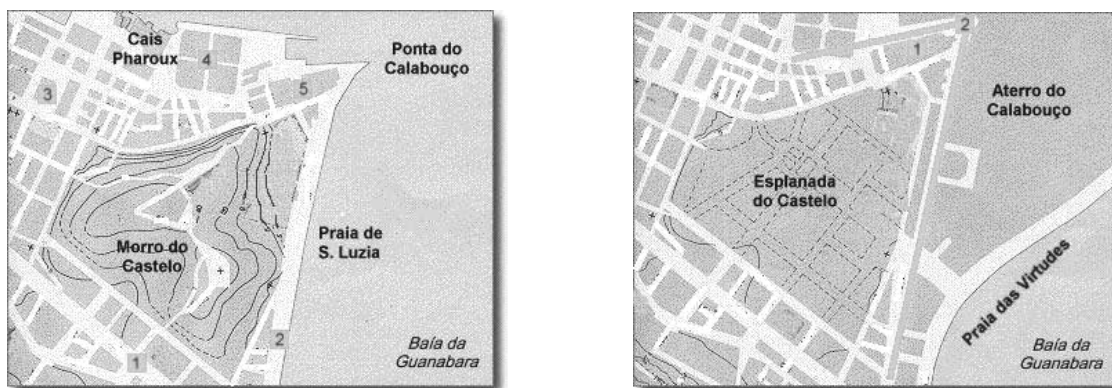 Cais
Pharoux
4
Ponta do
Calabouço
3
5
Praia de
S. Luzia
Morro do
Castelo
2
1
Baía da
Guanabara
2
1
Aterro do
Calabouço
Esplanada
do Castelo
Praia das Virtudes
Baía da
Guanabara